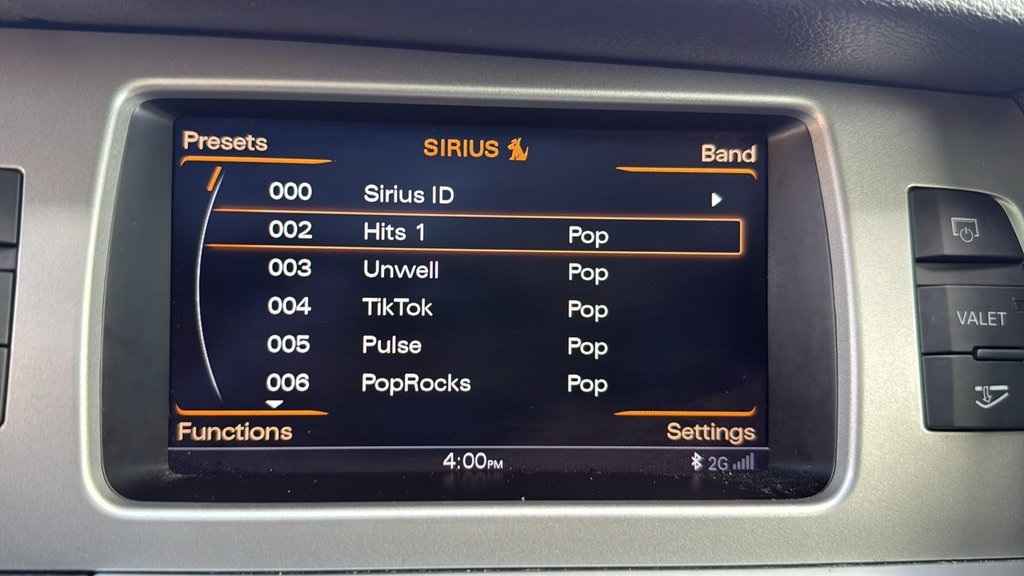 Presets SIRIUS Band
000 Sirius ID
002 Hits 1 Pop
003 Unwell Pop
004 TikTok Pop
005 Pulse Pop
006 PopRocks Pop
Functions Settings
4:00PM 2G
VALET